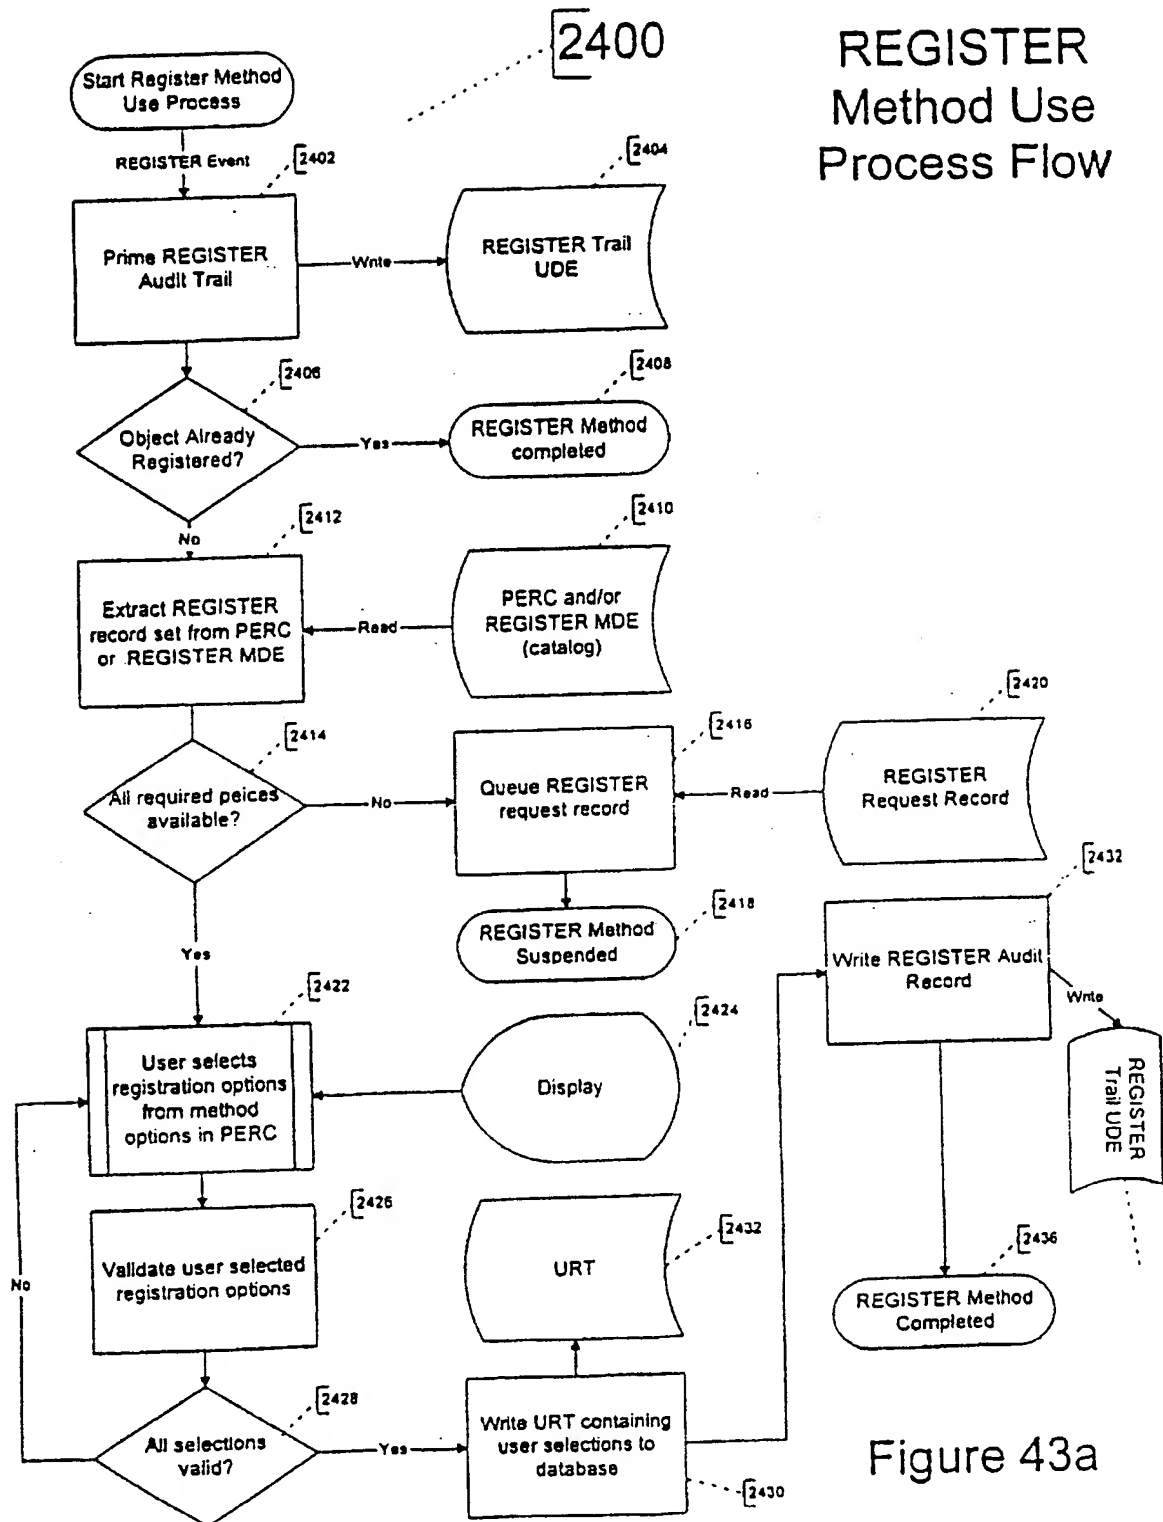 2400
REGISTER
Method Use
Process Flow
Start Register Method
Use Process
REGISTER Event
2402
2404
Prime REGISTER
Audit Trail
Write
REGISTER Trail
UDE
2406
2408
Object Already
Registered?
Yes
REGISTER Method
completed
No
2412
2410
Extract REGISTER
record set from PERC
or REGISTER MDE
Read
PERC and/or
REGISTER MDE
(catalog)
2414
2416
2420
All required peices
available?
No
Queue REGISTER
request record
Read
REGISTER
Request Record
2418
REGISTER Method
Suspended
2432
Write REGISTER Audit
Record
Write
REGISTER
Trail UDE
Yes
2422
2424
User selects
registration options
from method
options in PERC
Display
2426
2432
Validate user selected
registration options
URT
2436
REGISTER Method
Completed
No
2428
All selections
valid?
Yes
Write URT containing
user selections to
database
2430
Figure 43a